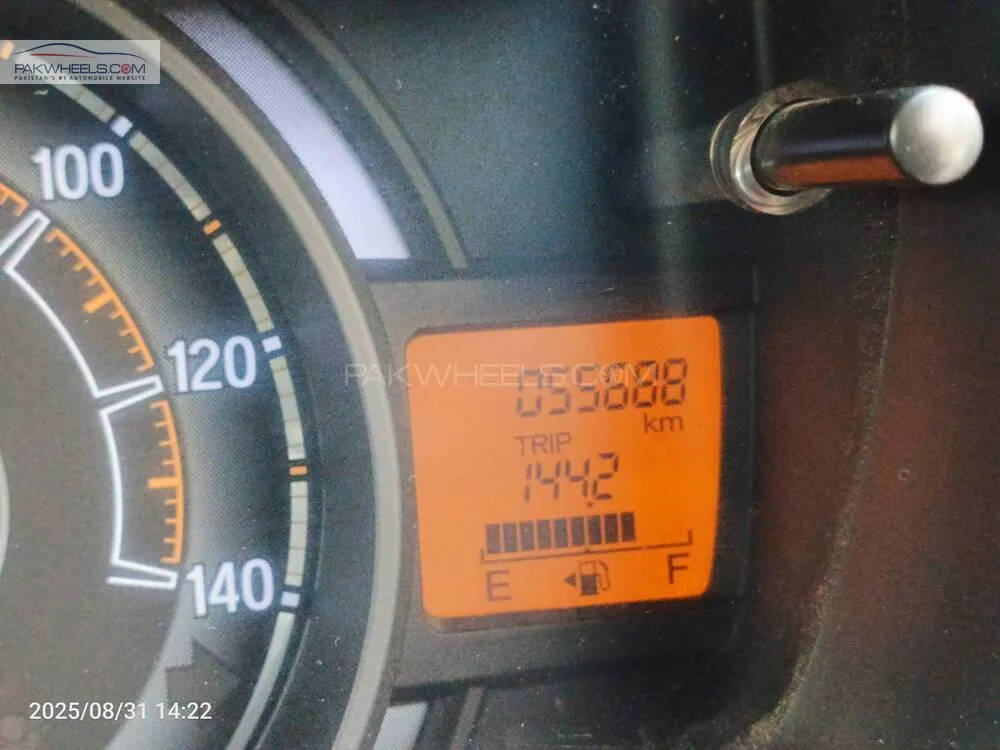 PAKWHEELS.COM
PAKISTAN'S #1 AUTOMOBILE WEBSITE
100
120
140
PAKWHEELS.COM
055888
km
TRIP
144.2
E F
2025/08/31 14:22